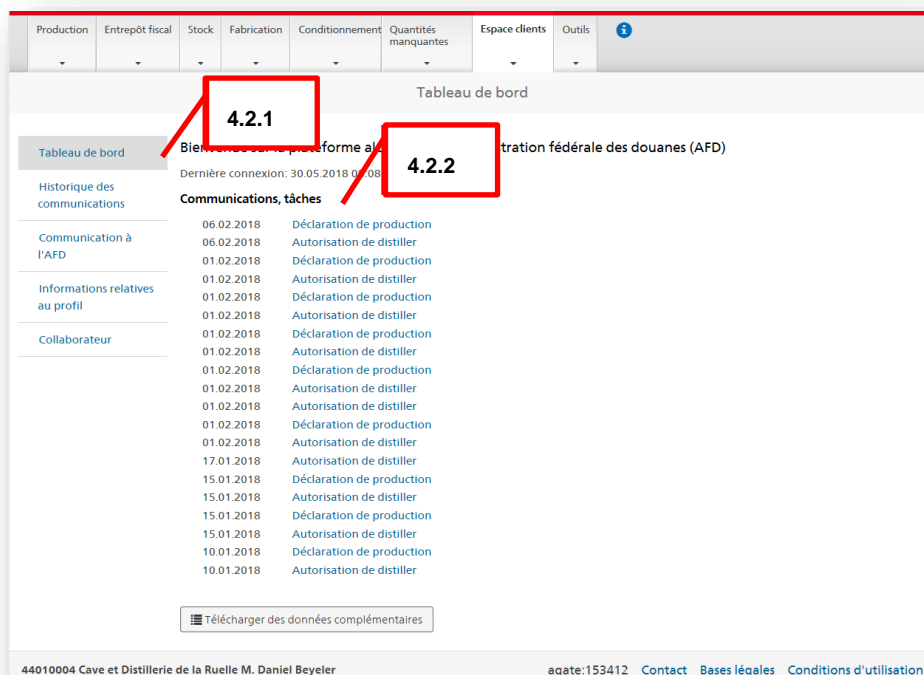 Production Entrepôt fiscal Stock Fabrication Conditionnement Quantités manquantes Espace clients Outils
Tableau de bord
4.2.1
4.2.2
Tableau de bord
Historique des
communications
Communication à
l'AFD
Informations relatives
au profil
Collaborateur
Bienvenue sur la plateforme tration fédérale des douanes (AFD)
Dernière connexion: 30.05.2018
Communications, tâches
06.02.2018 Déclaration de production
06.02.2018 Autorisation de distiller
01.02.2018 Déclaration de production
01.02.2018 Autorisation de distiller
01.02.2018 Déclaration de production
01.02.2018 Autorisation de distiller
01.02.2018 Déclaration de production
01.02.2018 Autorisation de distiller
01.02.2018 Déclaration de production
01.02.2018 Autorisation de distiller
01.02.2018 Autorisation de distiller
01.02.2018 Déclaration de production
01.02.2018 Autorisation de distiller
17.01.2018 Autorisation de distiller
15.01.2018 Déclaration de production
15.01.2018 Autorisation de distiller
15.01.2018 Déclaration de production
15.01.2018 Autorisation de distiller
10.01.2018 Déclaration de production
10.01.2018 Autorisation de distiller
Télécharger des données complémentaires
44010004 Cave et Distillerie de la Ruelle M. Daniel Beyeler agate:153412 Contact Bases légales Conditions d'utilisation